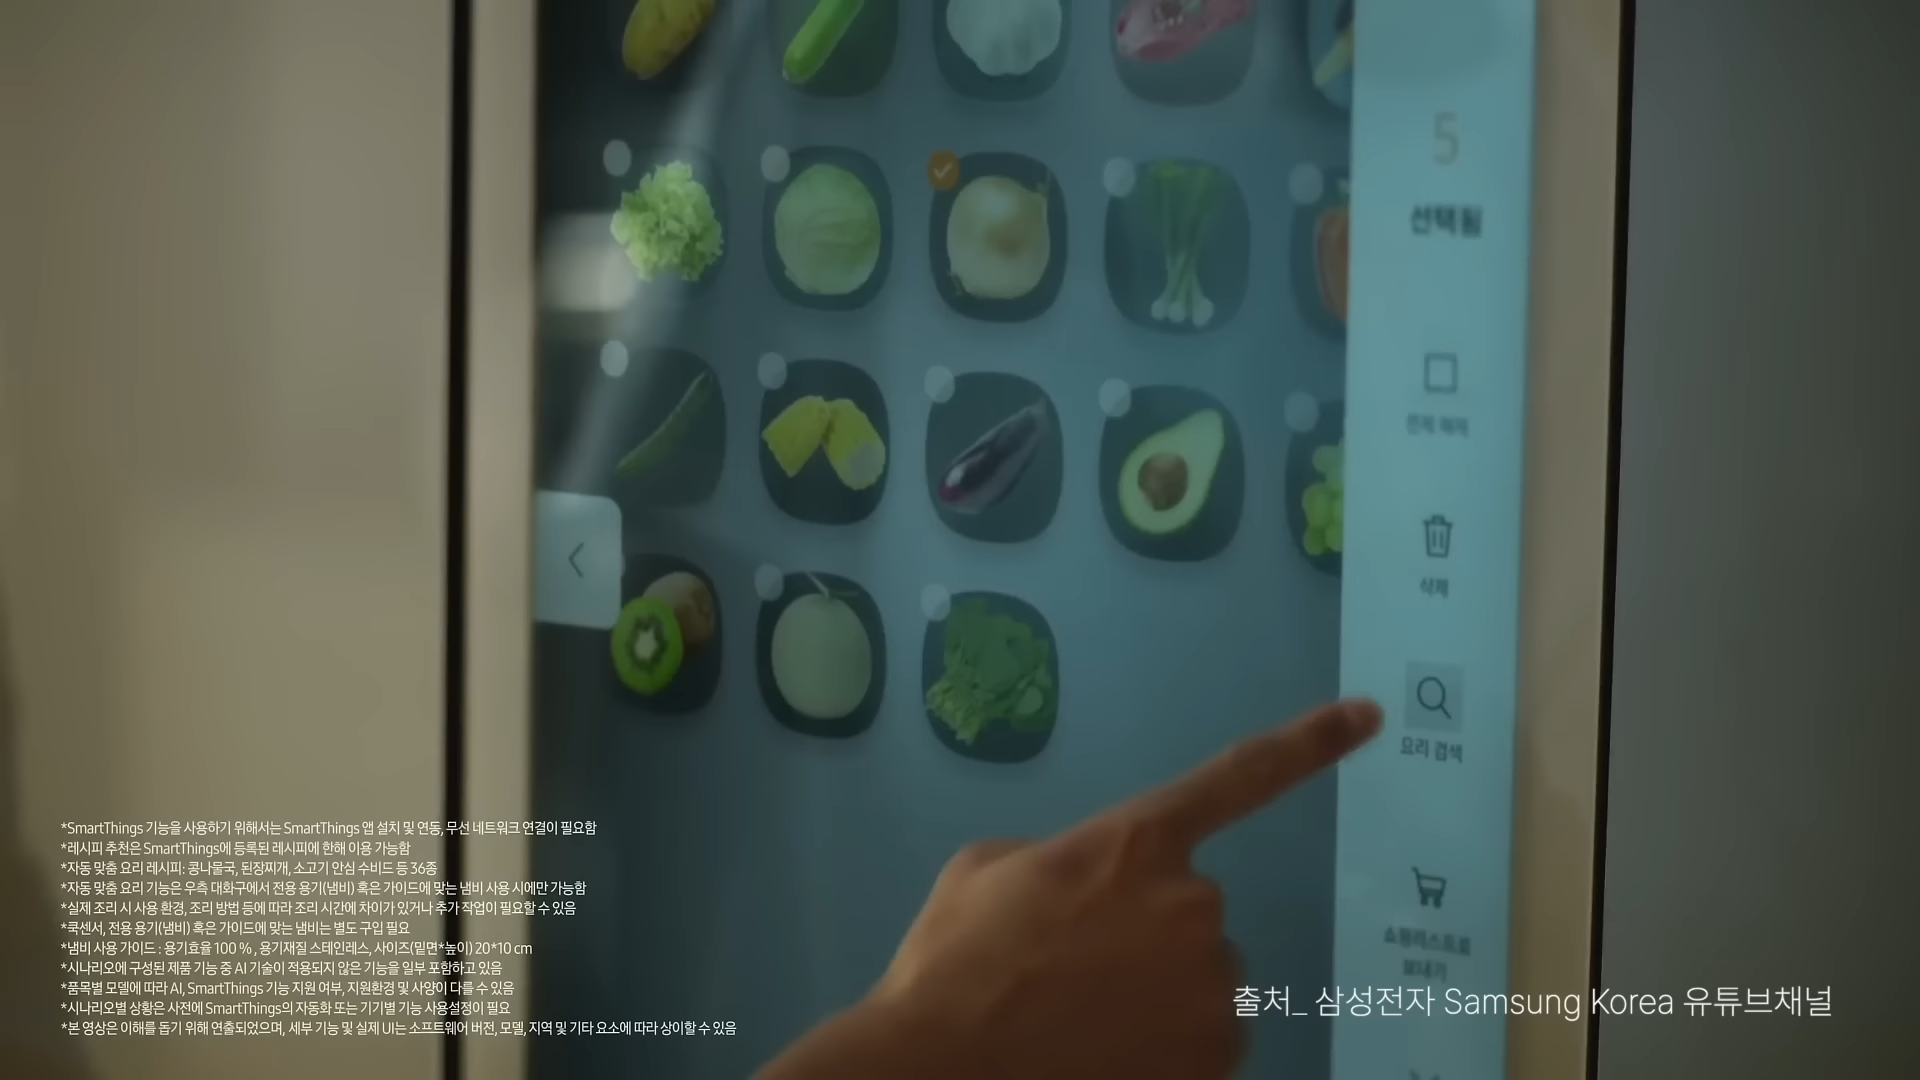 5
선택됨
전체 해제
삭제
요리 검색
쇼핑리스트로
보내기
*SmartThings 기능을 사용하기 위해서는 SmartThings 앱 설치 및 연동, 무선 네트워크 연결이 필요함
*레시피 추천은 SmartThings에 등록된 레시피에 한해 이용 가능함
*자동 맞춤 요리 레시피: 콩나물국, 된장찌개, 소고기 안심 수비드 등 36종
*자동 맞춤 요리 기능은 우측 대화구에서 전용 용기(냄비) 혹은 가이드에 맞는 냄비 사용 시에만 가능함
*실제 조리 시 사용 환경, 조리 방법 등에 따라 조리 시간에 차이가 있거나 추가 작업이 필요할 수 있음
*쿡센서, 전용 용기(냄비) 혹은 가이드에 맞는 냄비는 별도 구입 필요
*냄비 사용 가이드 : 용기효율 100 %, 용기재질 스테인레스, 사이즈(밑면*높이) 20*10 cm
*시나리오에 구성된 제품 기능 중 AI 기술이 적용되지 않은 기능을 일부 포함하고 있음
*품목별 모델에 따라 AI, SmartThings 기능 지원 여부, 지원환경 및 사양이 다를 수 있음
*시나리오별 상황은 사전에 SmartThings의 자동화 또는 기기별 기능 사용설정이 필요
*본 영상은 이해를 돕기 위해 연출되었으며, 세부 기능 및 실제 UI는 소프트웨어 버전, 모델, 지역 및 기타 요소에 따라 상이할 수 있음
출처_ 삼성전자 Samsung Korea 유튜브채널